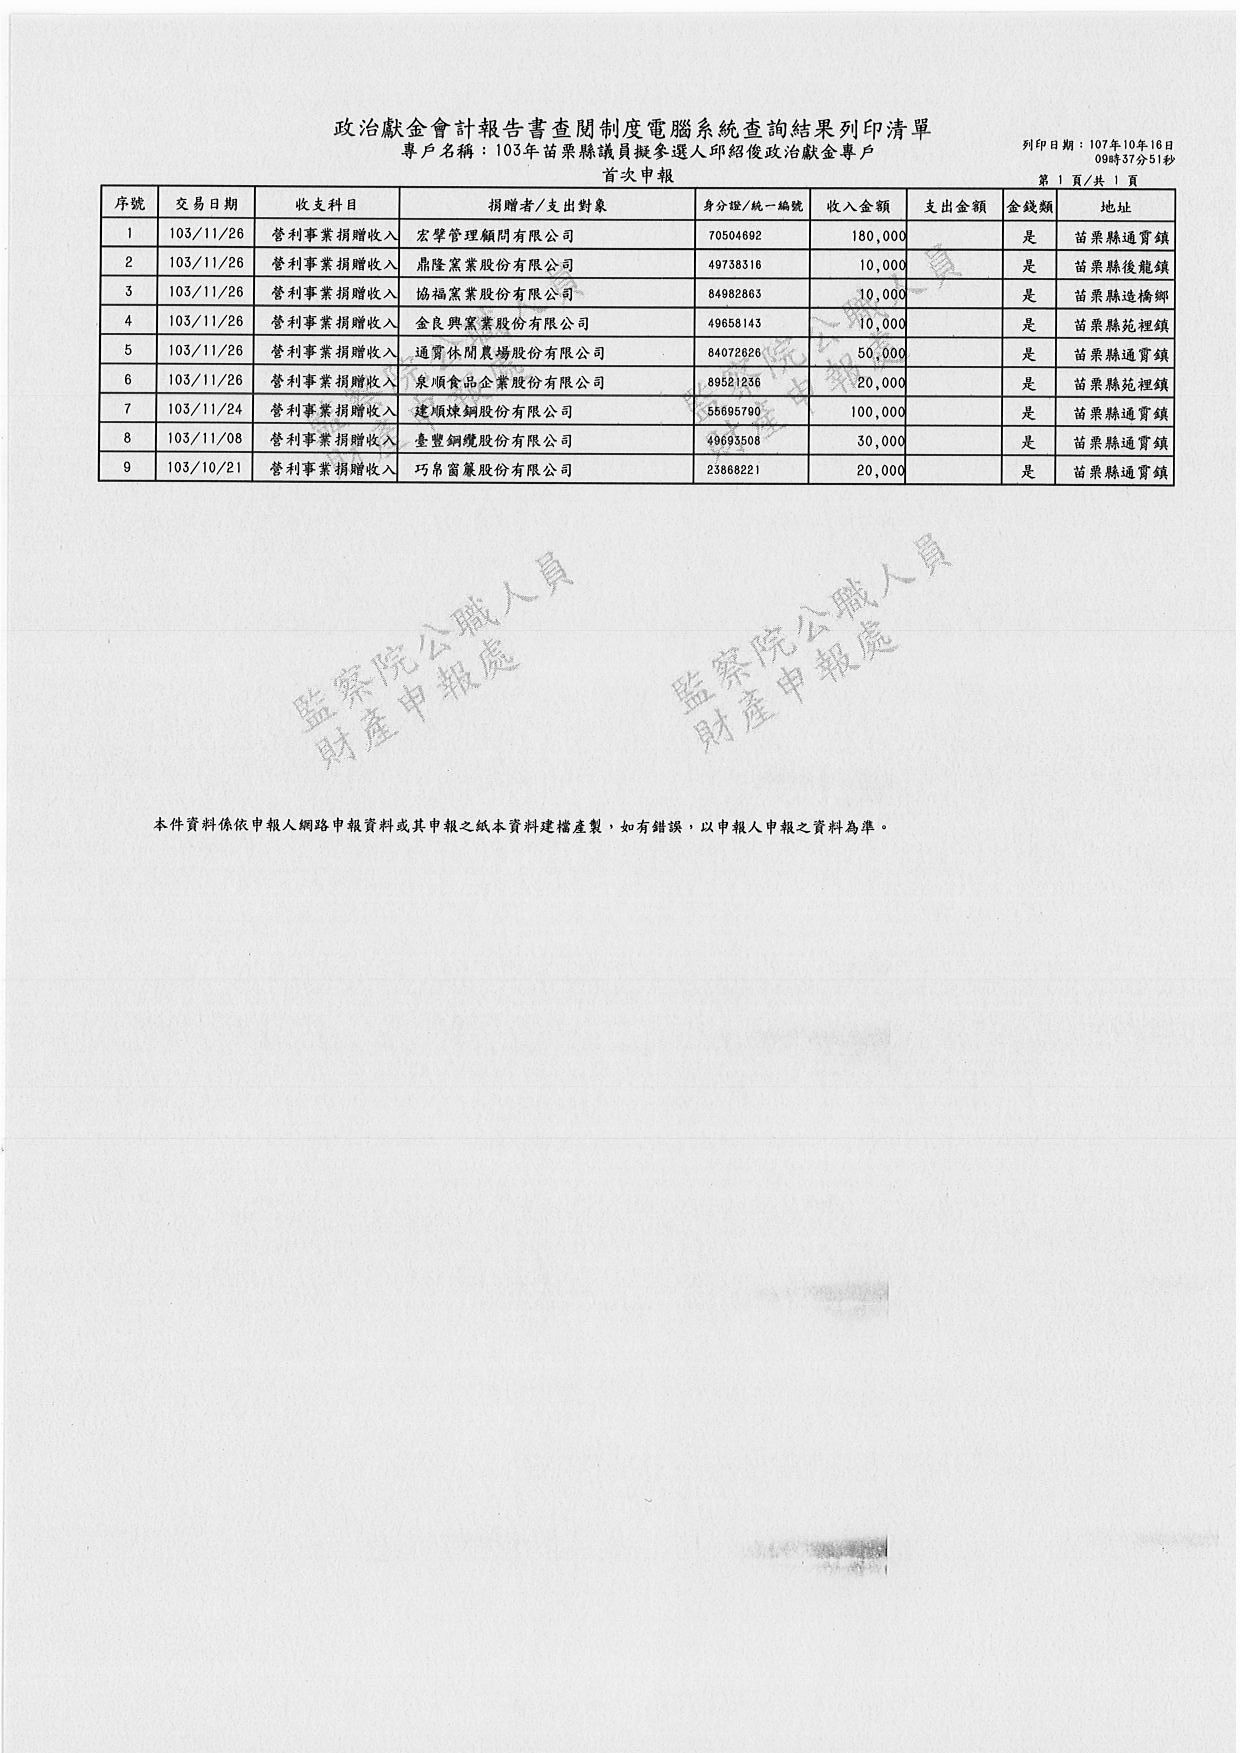 政治獻金會計報告書查閱制度電腦系統查詢結果列印清單
專戶名稱：103年苗栗縣議員擬參選人邱紹俊政治獻金專戶
列印日期：107年10年16日
09時37分51秒
首次申報
第 1 頁/共 1 頁
序號 交易日期 收支科目 捐贈者/支出對象 身分證/統一編號 收入金額 支出金額 金錢類 地址
1 103/11/26 營利事業捐贈收入 宏擘管理顧問有限公司 70504692 180,000 是 苗栗縣通霄鎮
2 103/11/26 營利事業捐贈收入 鼎隆窯業股份有限公司 49738316 10,000 是 苗栗縣後龍鎮
3 103/11/26 營利事業捐贈收入 協福窯業股份有限公司 84982863 10,000 是 苗栗縣造橋鄉
4 103/11/26 營利事業捐贈收入 金良興窯業股份有限公司 49658143 10,000 是 苗栗縣苑裡鎮
5 103/11/26 營利事業捐贈收入 通霄休閒農場股份有限公司 84072626 50,000 是 苗栗縣通霄鎮
6 103/11/26 營利事業捐贈收入 泉順食品企業股份有限公司 89521236 20,000 是 苗栗縣苑裡鎮
7 103/11/24 營利事業捐贈收入 建順煉鋼股份有限公司 55695790 100,000 是 苗栗縣通霄鎮
8 103/11/08 營利事業捐贈收入 臺豐鋼纜股份有限公司 49693508 30,000 是 苗栗縣通霄鎮
9 103/10/21 營利事業捐贈收入 巧帛窗簾股份有限公司 23868221 20,000 是 苗栗縣通霄鎮
監察院公職人員
財產申報處
監察院公職人員
財產申報處
監察院公職人員
財產申報處
監察院公職人員
財產申報處
本件資料係依申報人網路申報資料或其申報之紙本資料建檔產製，如有錯誤，以申報人申報之資料為準。